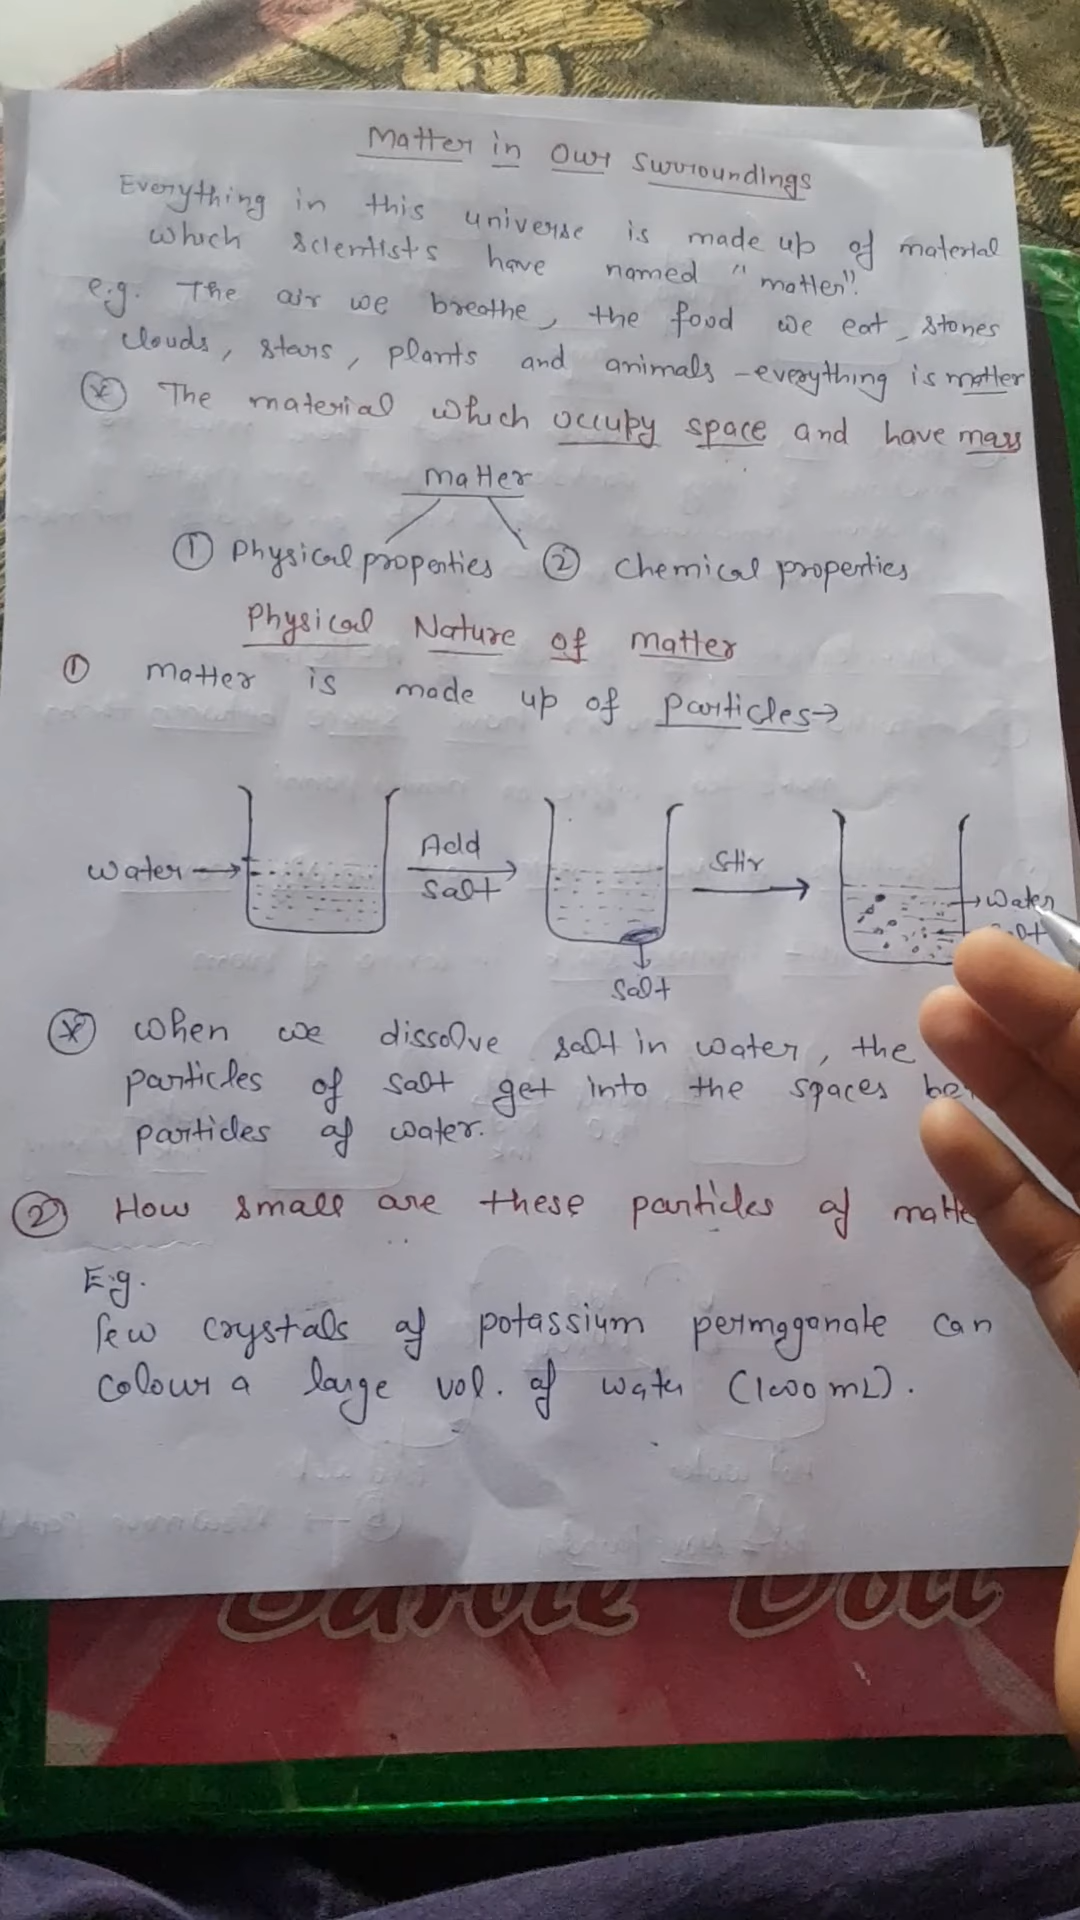 Matter in Our Surroundings
Everything in this universe is made up of material
which scientists have named "matter".
e.g. The air we breathe, the food we eat, stones
clouds, stars, plants and animals - everything is matter
The material which occupy space and have mass
Matter
① Physical properties ② Chemical properties
Physical Nature of matter
① Matter is made up of particles→
Water → Add Salt → Stir → → Water
Salt
Salt
When we dissolve salt in water, the
particles of salt get into the spaces
particles of water.
② How small are these particles of
E.g.
few crystals of potassium permaganate can
colour a large vol. of water (1000 mL).